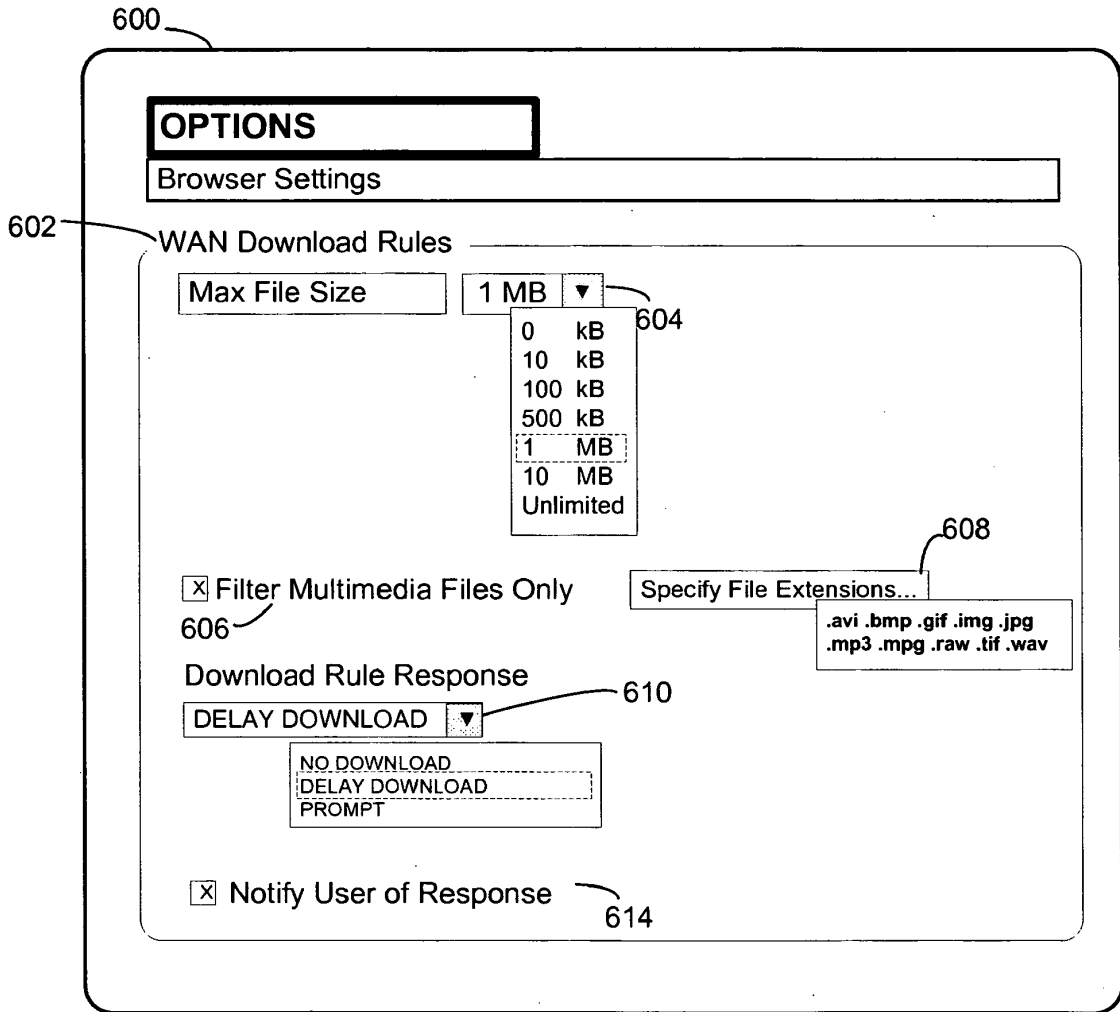 600
OPTIONS
Browser Settings
602
WAN Download Rules
Max File Size
1 MB ▼
604
0 kB
10 kB
100 kB
500 kB
1 MB
10 MB
Unlimited
608
X Filter Multimedia Files Only
Specify File Extensions...
606
.avi .bmp .gif .img .jpg
.mp3 .mpg .raw .tif .wav
Download Rule Response
610
DELAY DOWNLOAD ▼
NO DOWNLOAD
DELAY DOWNLOAD
PROMPT
X Notify User of Response
614